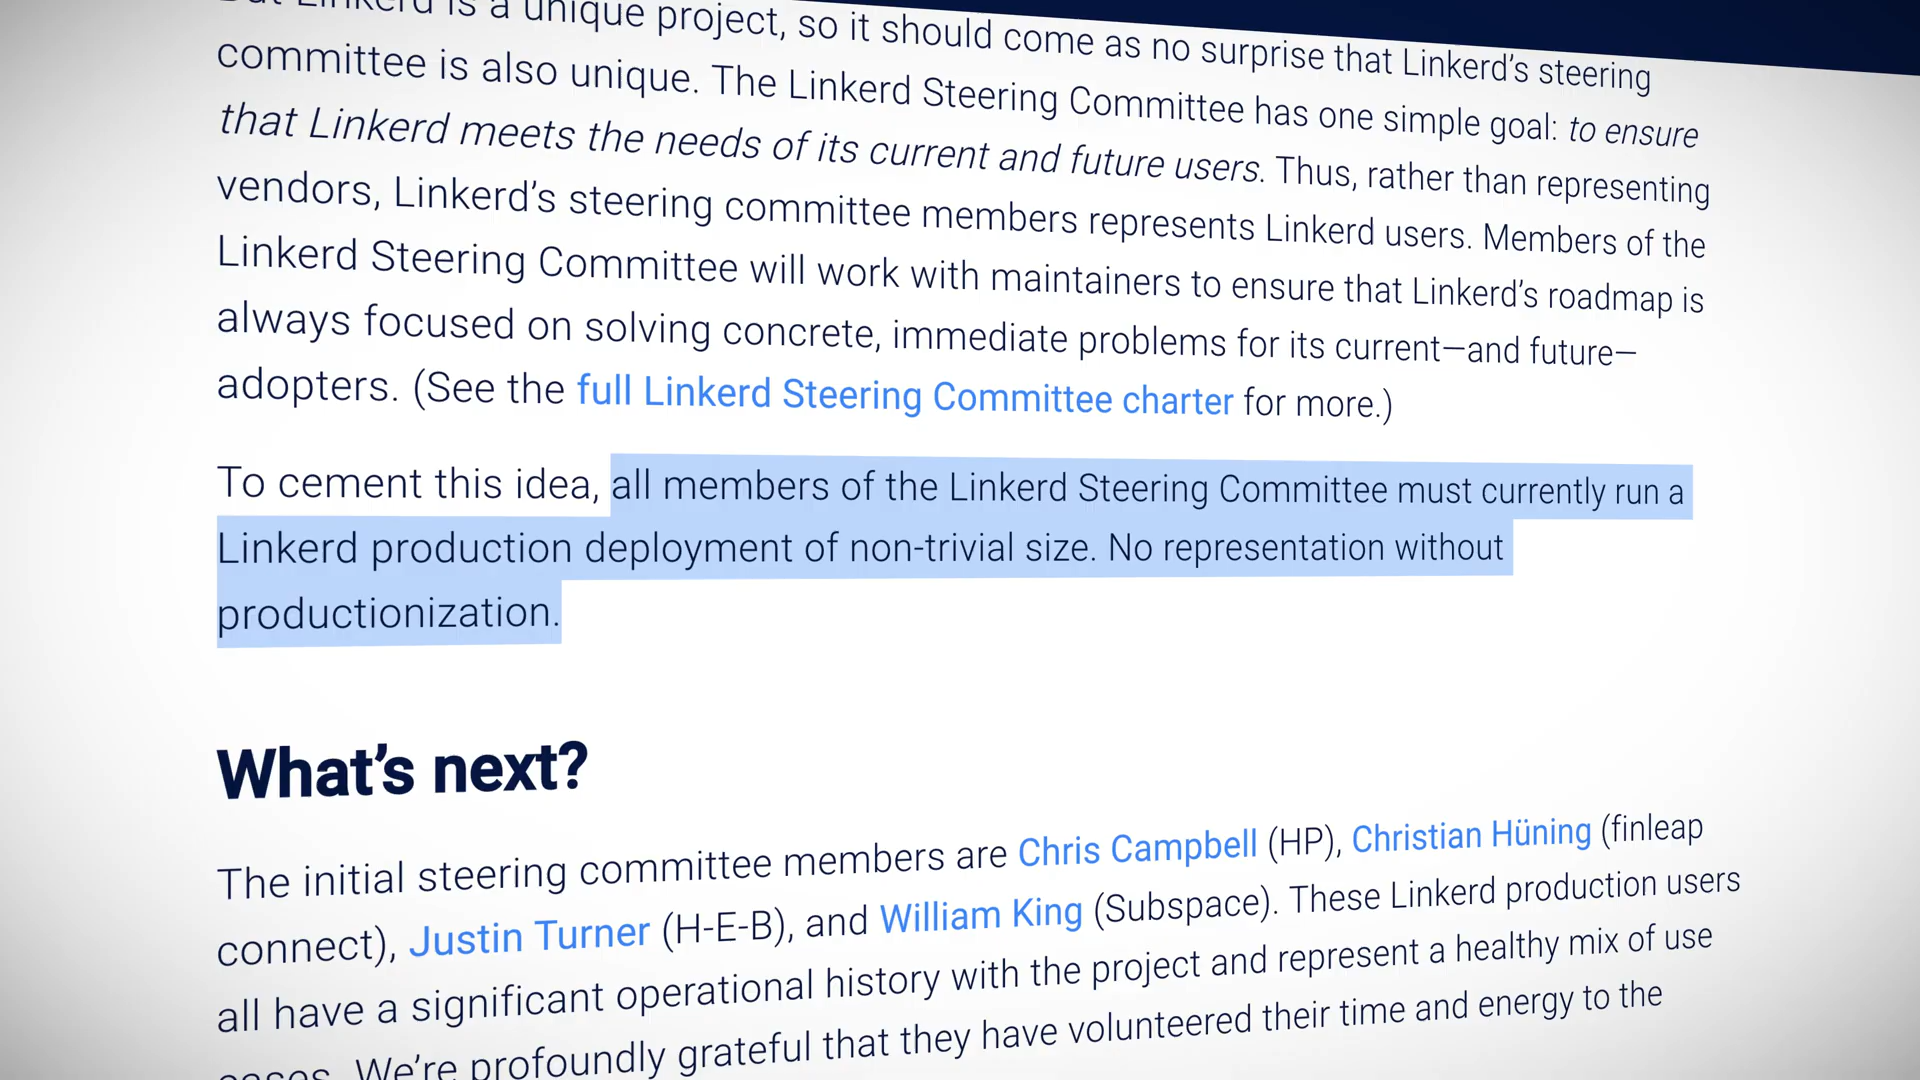 But Linkerd is a unique project, so it should come as no surprise that Linkerd's steering
committee is also unique. The Linkerd Steering Committee has one simple goal: to ensure
that Linkerd meets the needs of its current and future users. Thus, rather than representing
vendors, Linkerd's steering committee members represents Linkerd users. Members of the
Linkerd Steering Committee will work with maintainers to ensure that Linkerd's roadmap is
always focused on solving concrete, immediate problems for its current—and future—
adopters. (See the full Linkerd Steering Committee charter for more.)
To cement this idea, all members of the Linkerd Steering Committee must currently run a
Linkerd production deployment of non-trivial size. No representation without
productionization.
What's next?
The initial steering committee members are Chris Campbell (HP), Christian Hüning (finleap
connect), Justin Turner (H-E-B), and William King (Subspace). These Linkerd production users
all have a significant operational history with the project and represent a healthy mix of use
cases. We're profoundly grateful that they have volunteered their time and energy to the